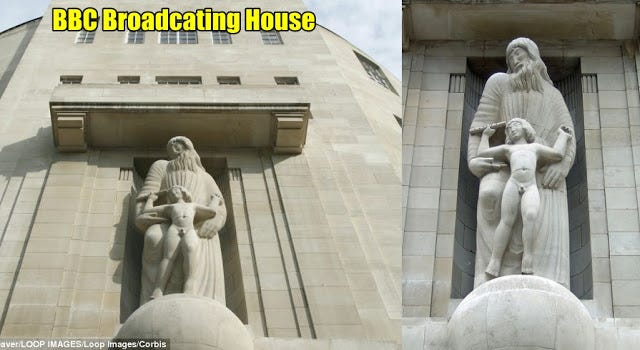 BBC Broadcating House
aver/LOOP IMAGES/Loop Images/Corbis